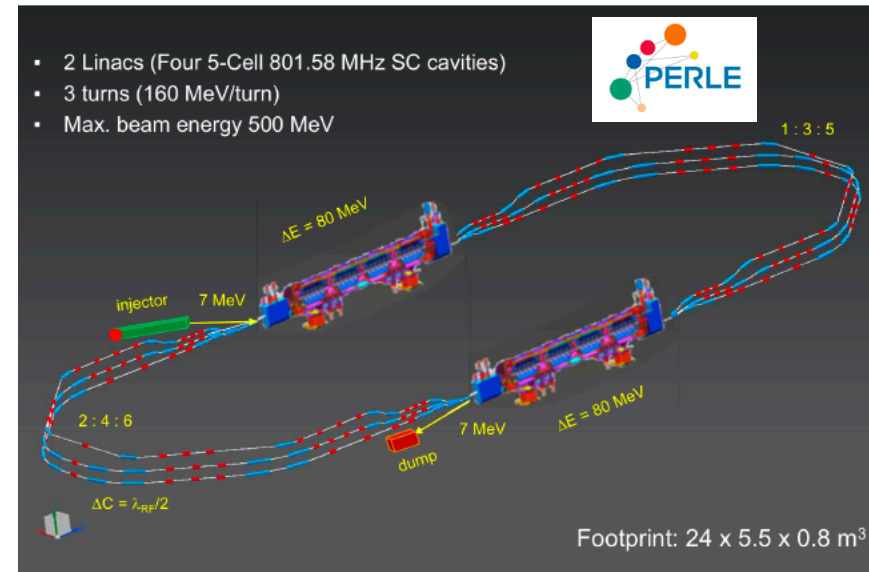 ▪ 2 Linacs (Four 5-Cell 801.58 MHz SC cavities)
▪ 3 turns (160 MeV/turn)
▪ Max. beam energy 500 MeV
PERLE
1 : 3 : 5
ΔE = 80 MeV
injector
7 MeV
2 : 4 : 6
7 MeV
ΔE = 80 MeV
dump
ΔC = λRF/2
Footprint: 24 x 5.5 x 0.8 m³